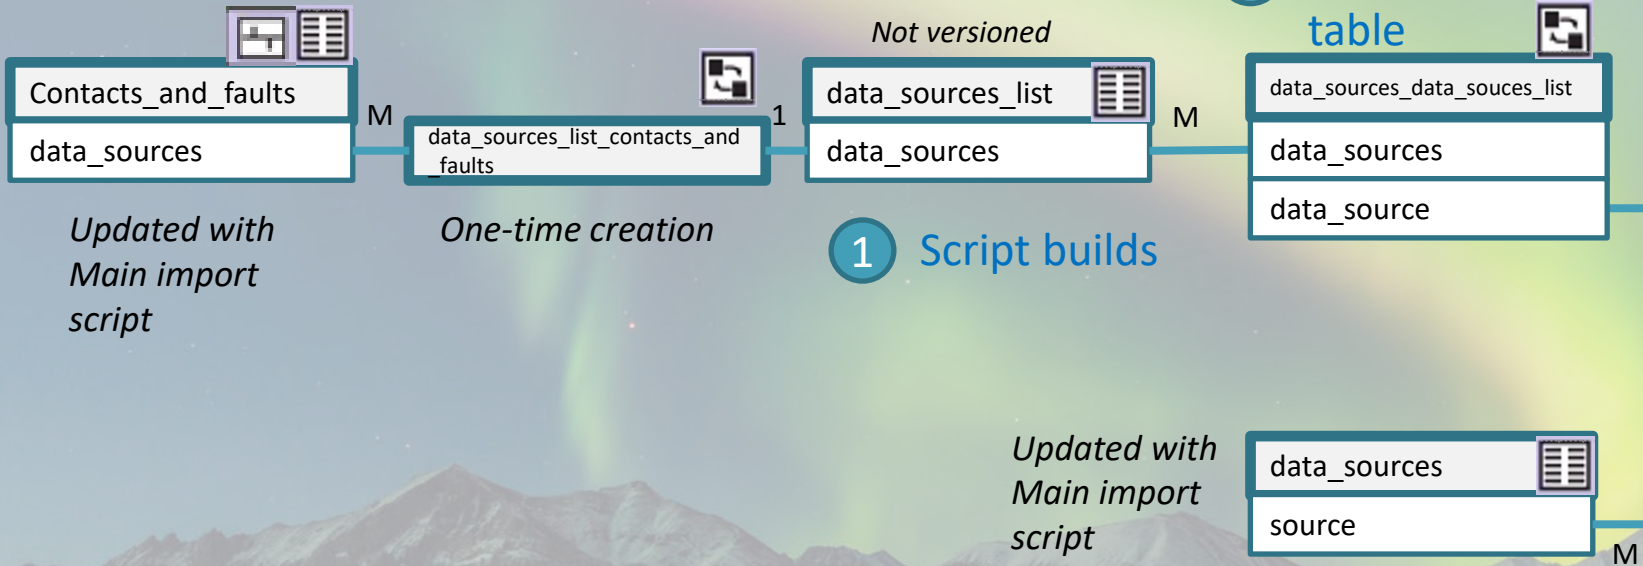 Not versioned
table
Contacts_and_faults
data_sources
M
data_sources_list_contacts_and
_faults
1
data_sources_list
data_sources
M
data_sources_data_souces_list
data_sources
data_source
Updated with
Main import
script
One-time creation
1 Script builds
Updated with
Main import
script
data_sources
source
M